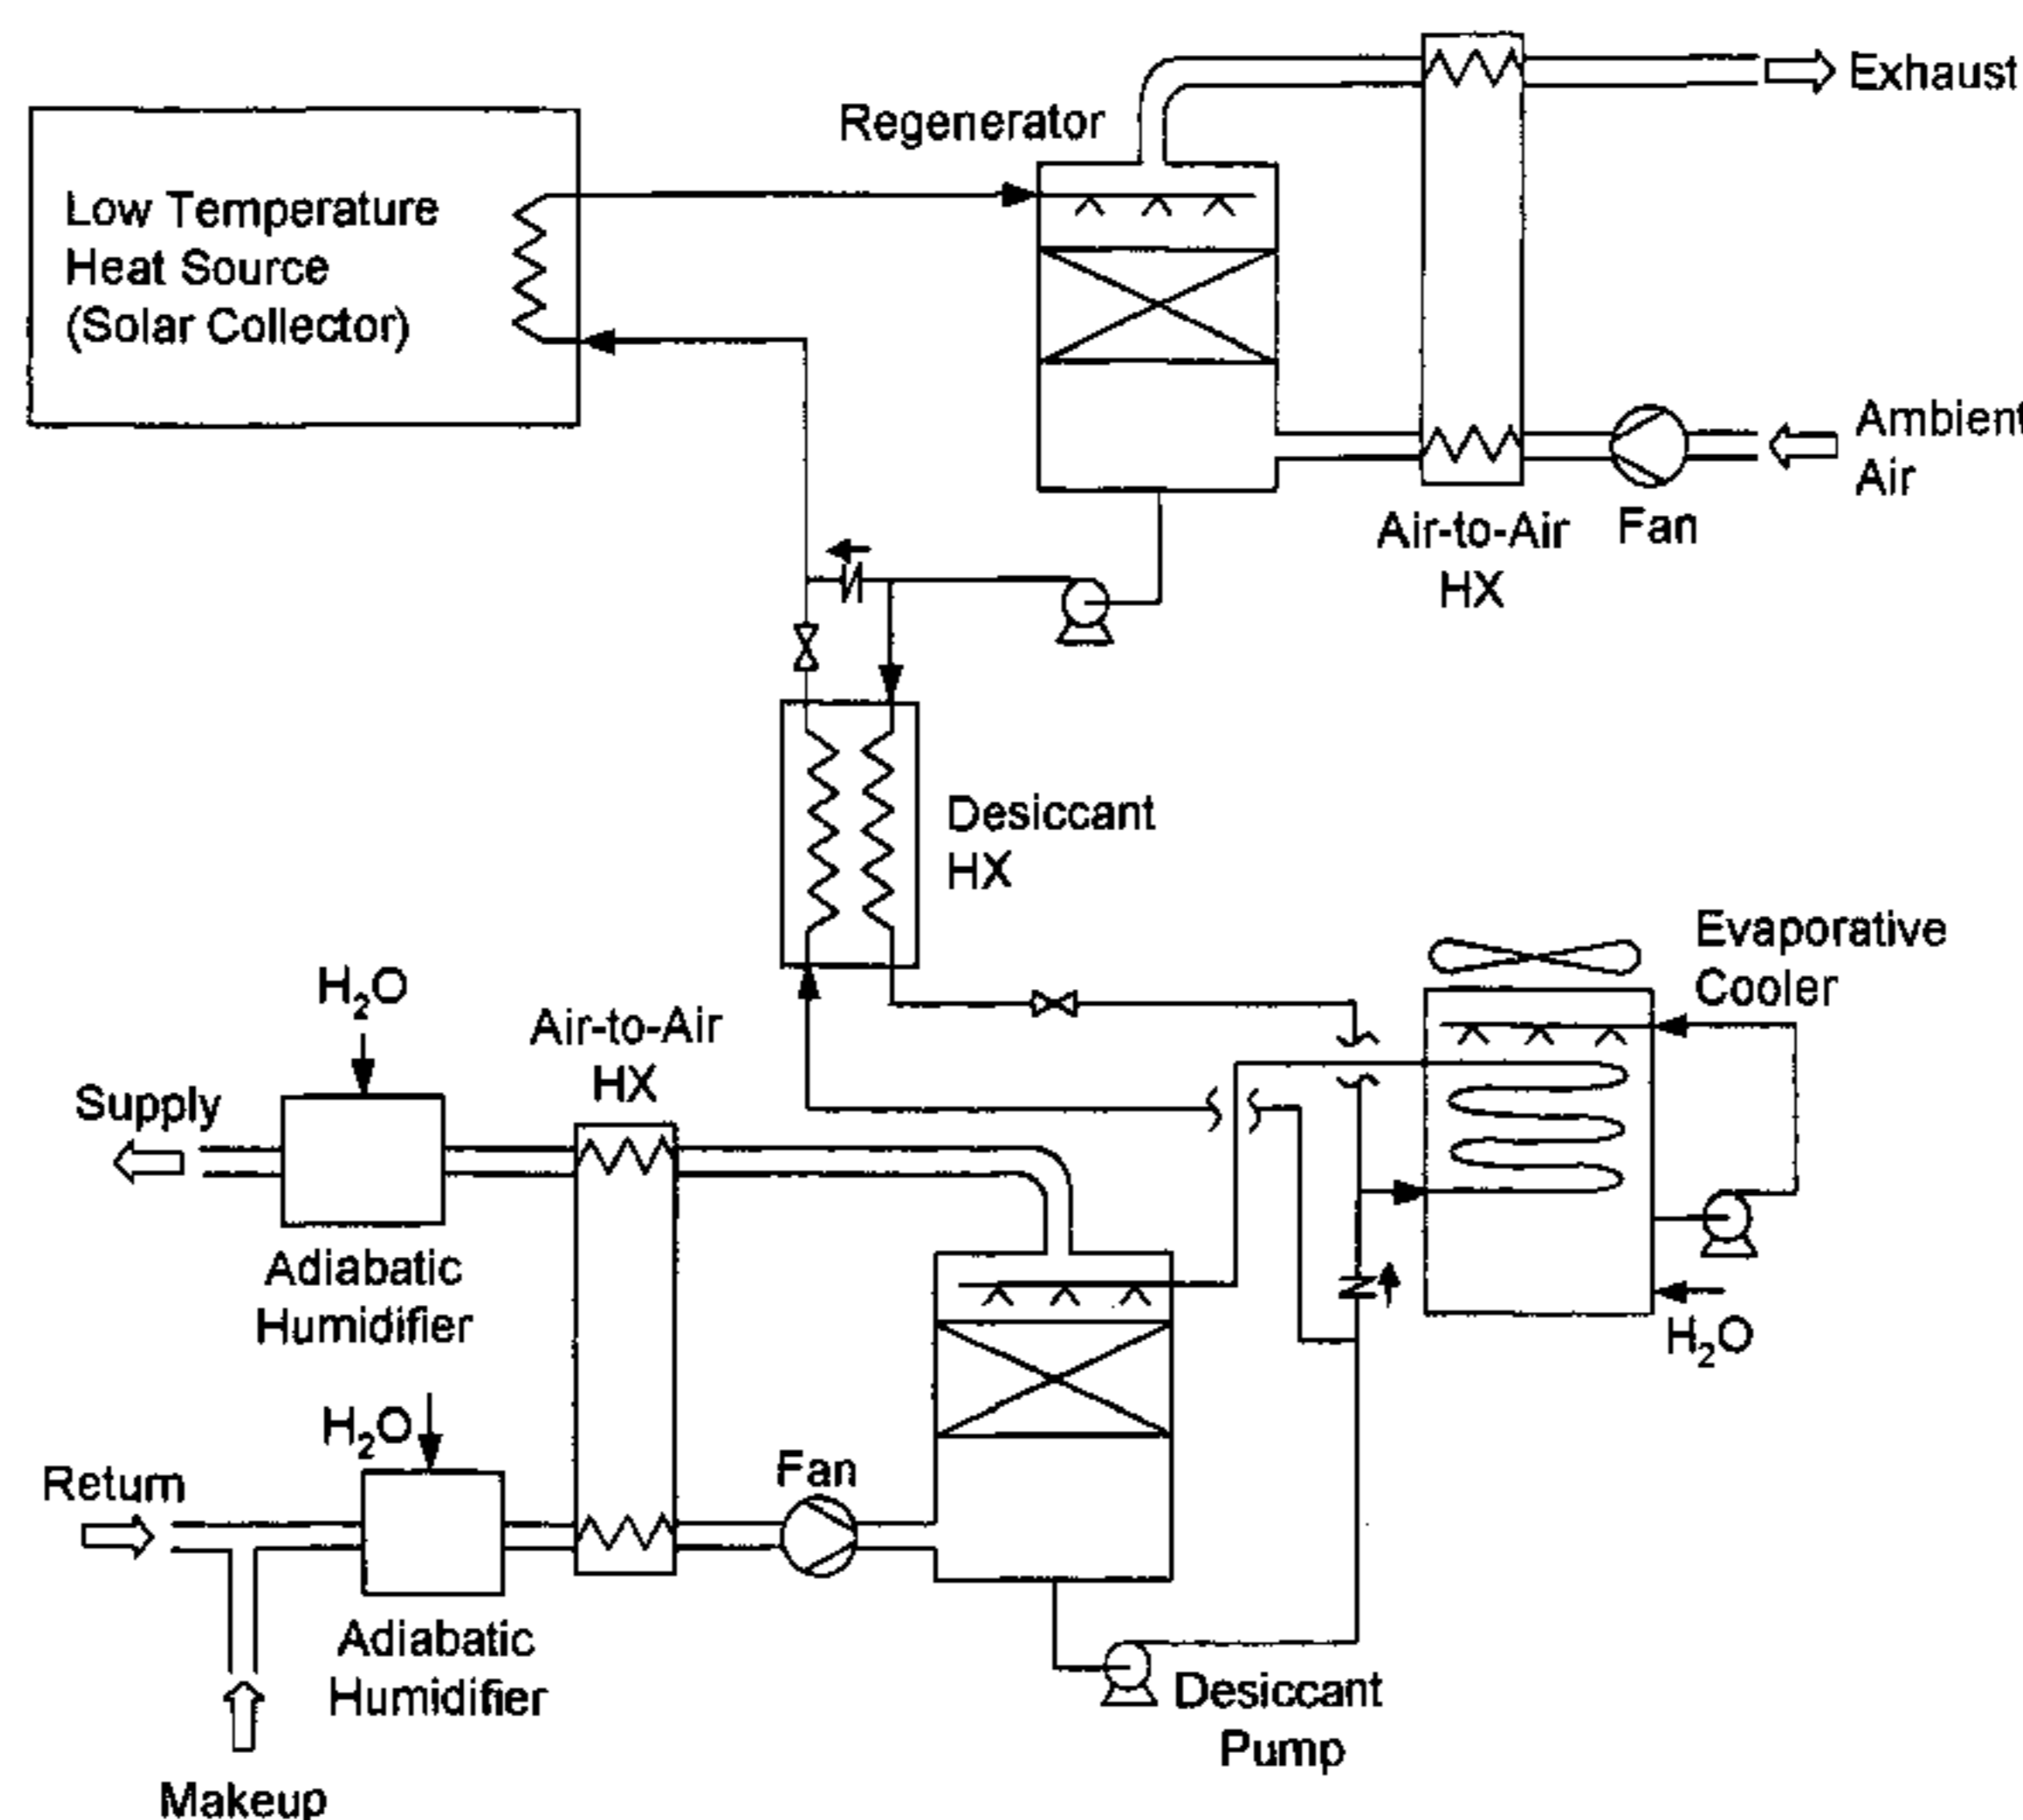 Exhaust
Regenerator
Low Temperature
Heat Source
(Solar Collector)
Ambient
Air
Air-to-Air
HX
Fan
Desiccant
HX
Evaporative
Cooler
H₂O
Air-to-Air
HX
Supply
Adiabatic
Humidifier
H₂O
H₂O
Return
Fan
Adiabatic
Humidifier
Desiccant
Pump
Makeup